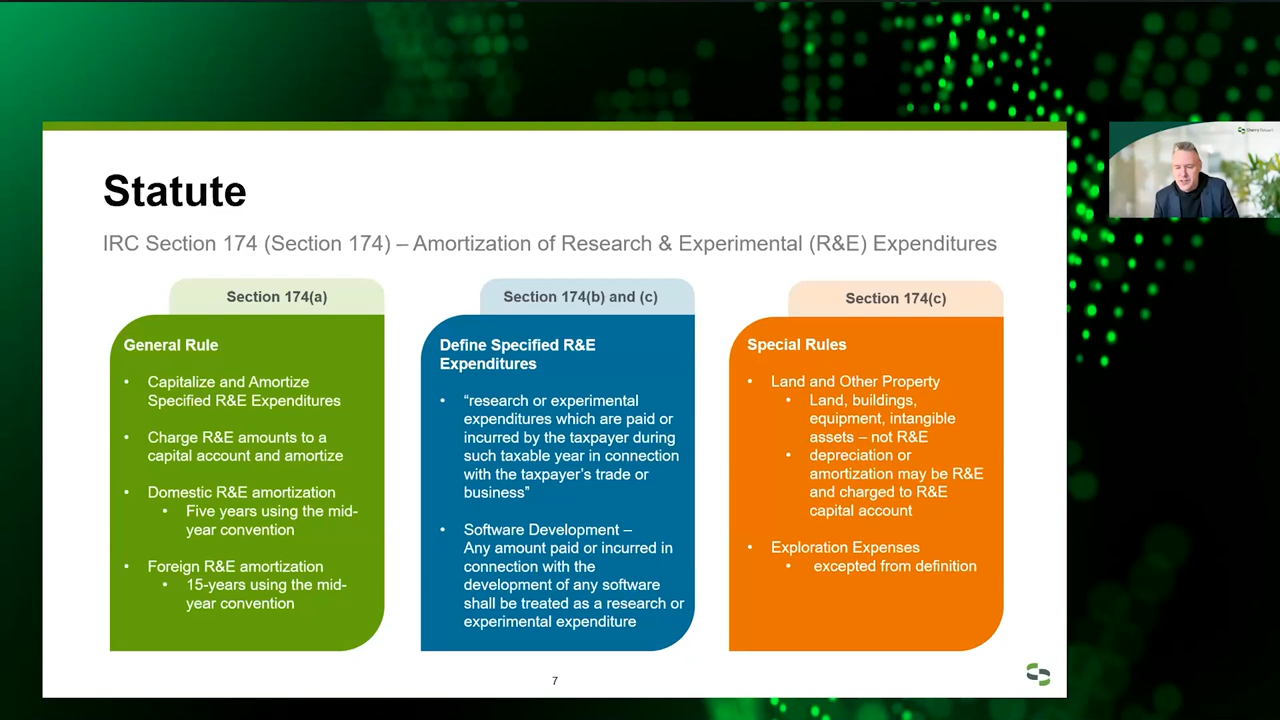 Statute
IRC Section 174 (Section 174) – Amortization of Research & Experimental (R&E) Expenditures
Section 174(a)
General Rule
• Capitalize and Amortize
Specified R&E Expenditures
• Charge R&E amounts to a
capital account and amortize
• Domestic R&E amortization
• Five years using the mid-
year convention
• Foreign R&E amortization
• 15-years using the mid-
year convention
Section 174(b) and (c)
Define Specified R&E
Expenditures
• “research or experimental
expenditures which are paid or
incurred by the taxpayer during
such taxable year in connection
with the taxpayer’s trade or
business”
• Software Development –
Any amount paid or incurred in
connection with the
development of any software
shall be treated as a research or
experimental expenditure
Section 174(c)
Special Rules
• Land and Other Property
• Land, buildings,
equipment, intangible
assets – not R&E
• depreciation or
amortization may be R&E
and charged to R&E
capital account
• Exploration Expenses
• excepted from definition
7